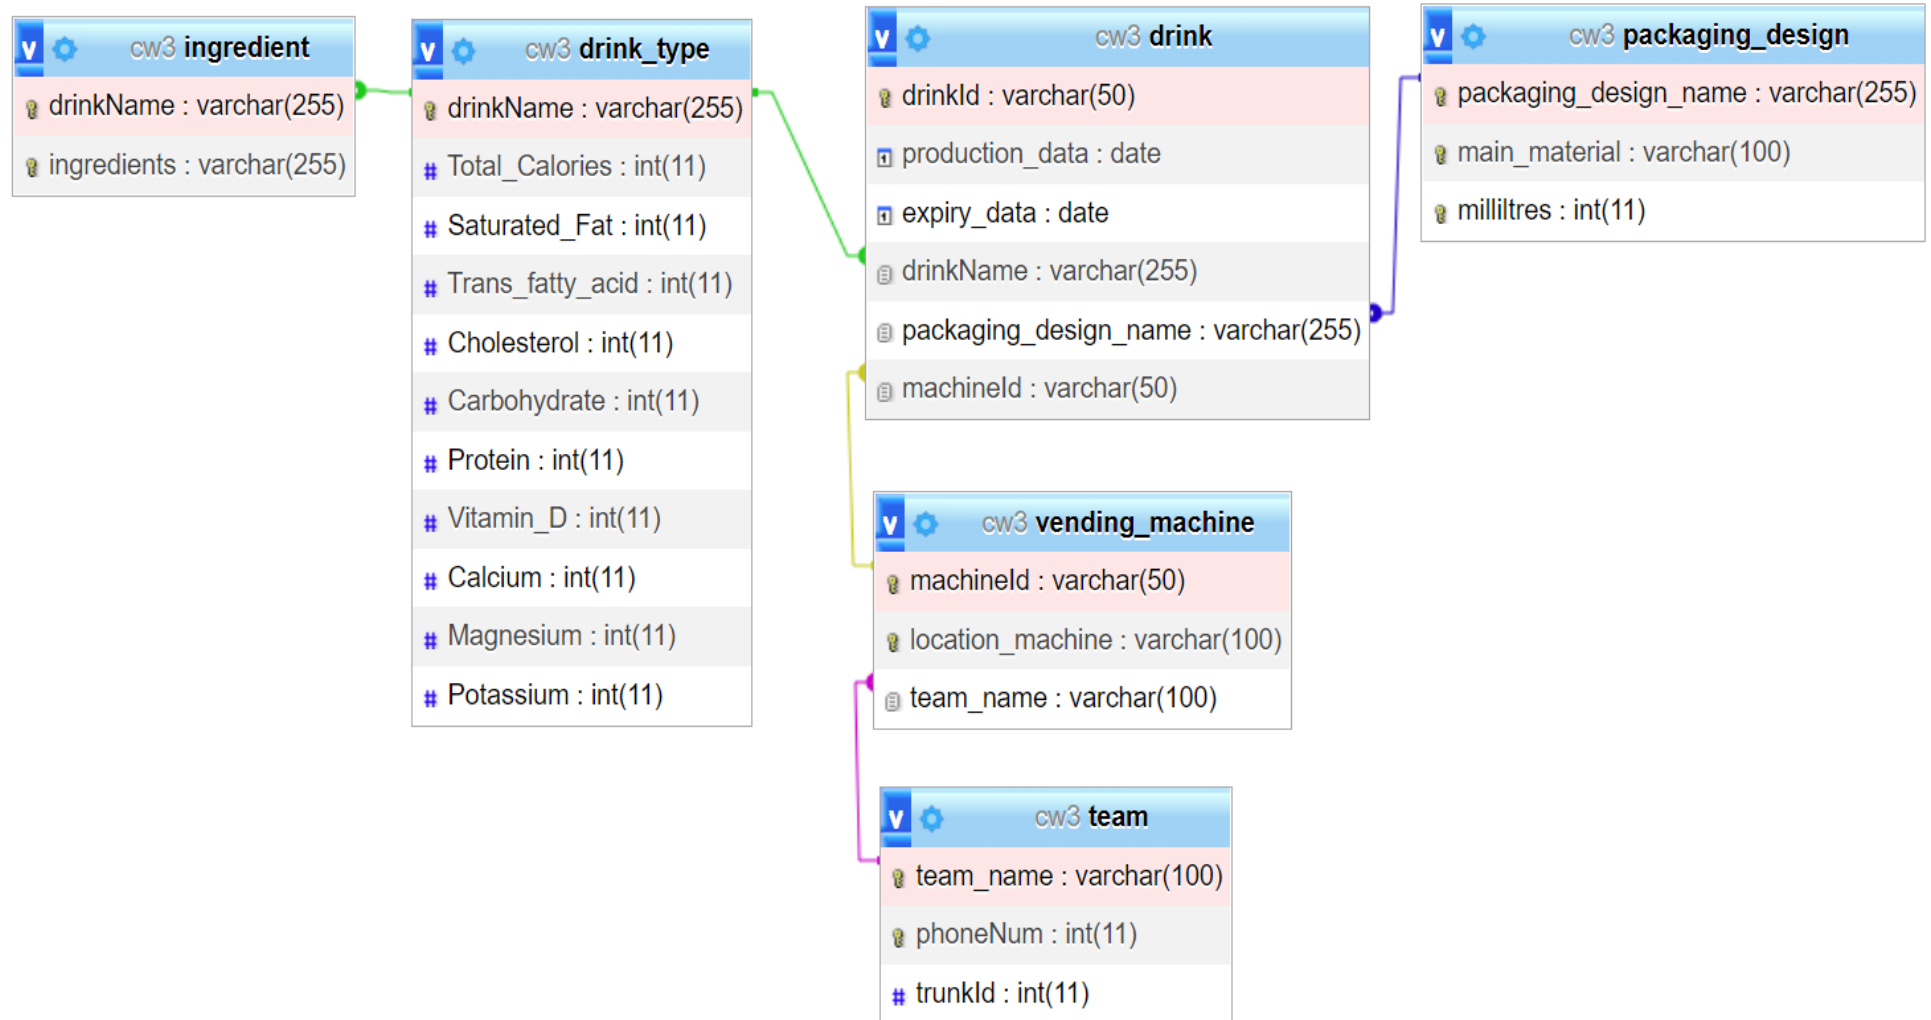 v cw3 ingredient
drinkName : varchar(255)
ingredients : varchar(255)
v cw3 drink_type
drinkName : varchar(255)
# Total_Calories : int(11)
# Saturated_Fat : int(11)
# Trans_fatty_acid : int(11)
# Cholesterol : int(11)
# Carbohydrate : int(11)
# Protein : int(11)
# Vitamin_D : int(11)
# Calcium : int(11)
# Magnesium : int(11)
# Potassium : int(11)
v cw3 drink
drinkId : varchar(50)
production_data : date
expiry_data : date
drinkName : varchar(255)
packaging_design_name : varchar(255)
machineId : varchar(50)
v cw3 packaging_design
packaging_design_name : varchar(255)
main_material : varchar(100)
milliltres : int(11)
v cw3 vending_machine
machineId : varchar(50)
location_machine : varchar(100)
team_name : varchar(100)
v cw3 team
team_name : varchar(100)
phoneNum : int(11)
# trunkId : int(11)